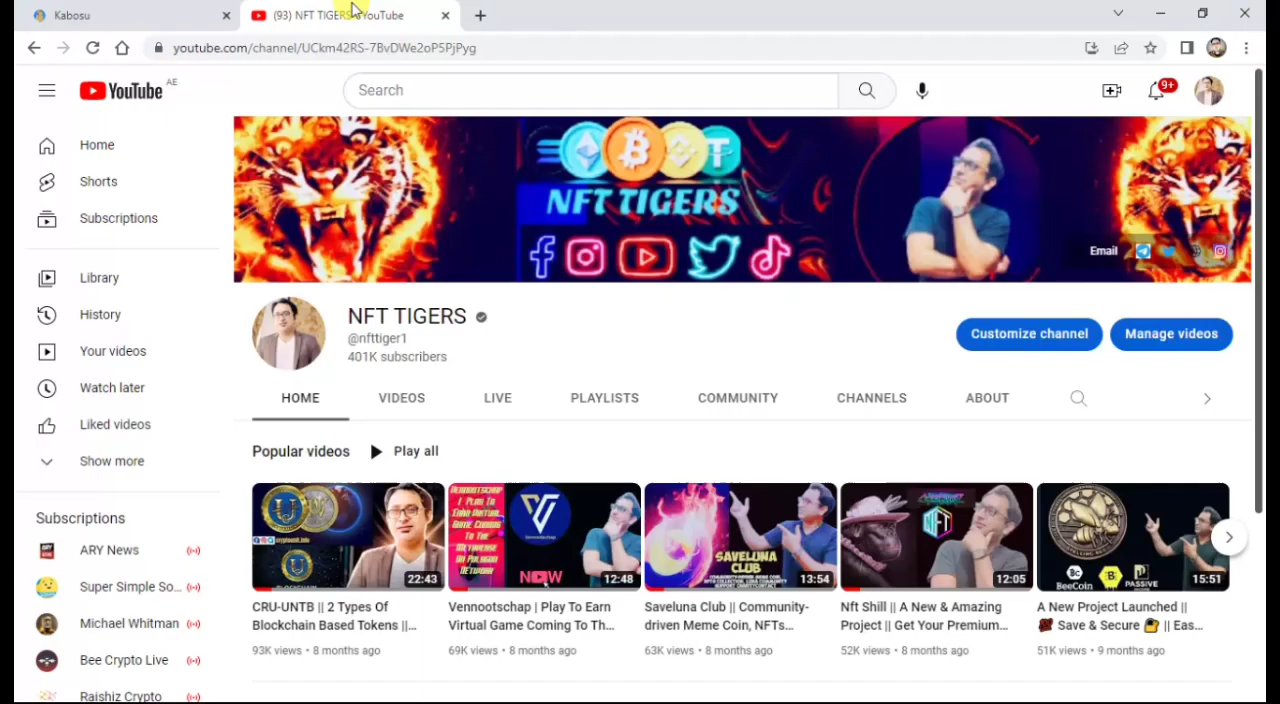 Kabosu
(93) NFT TIGERS - YouTube
youtube.com/channel/UCkm42RS-7BvDWe2oP5PjPyg
YouTube AE
Search
9+
Home
Shorts
Subscriptions
Library
History
Your videos
Watch later
Liked videos
Show more
Subscriptions
ARY News
Super Simple So...
Michael Whitman
Bee Crypto Live
Raishiz Crypto
NFT TIGERS
Email
NFT TIGERS
@nfttiger1
401K subscribers
Customize channel
Manage videos
HOME
VIDEOS
LIVE
PLAYLISTS
COMMUNITY
CHANNELS
ABOUT
Popular videos
Play all
22:43
CRU-UNTB || 2 Types Of
Blockchain Based Tokens ||...
93K views • 8 months ago
NOW
12:48
Vennootschap | Play To Earn
Virtual Game Coming To Th...
69K views • 8 months ago
SAVELUNA
CLUB
13:54
Saveluna Club || Community-
driven Meme Coin, NFTs...
63K views • 8 months ago
NFT
12:05
Nft Shill || A New & Amazing
Project || Get Your Premium...
52K views • 8 months ago
BeeCoin
PASSIVE
15:51
A New Project Launched ||
💯 Save & Secure 🔐 || Eas...
51K views • 9 months ago